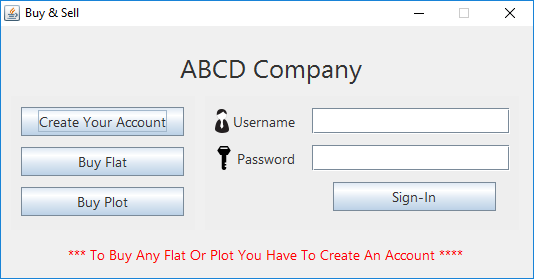 Buy & Sell
ABCD Company
Create Your Account
Buy Flat
Buy Plot
Username
Password
Sign-In
*** To Buy Any Flat Or Plot You Have To Create An Account ****